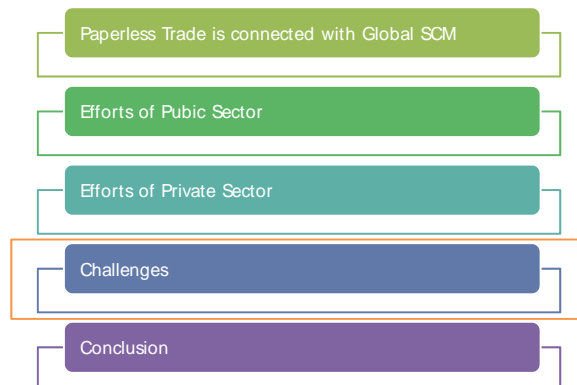 Paperless Trade is connected with Global SCM
Efforts of Pubic Sector
Efforts of Private Sector
Challenges
Conclusion